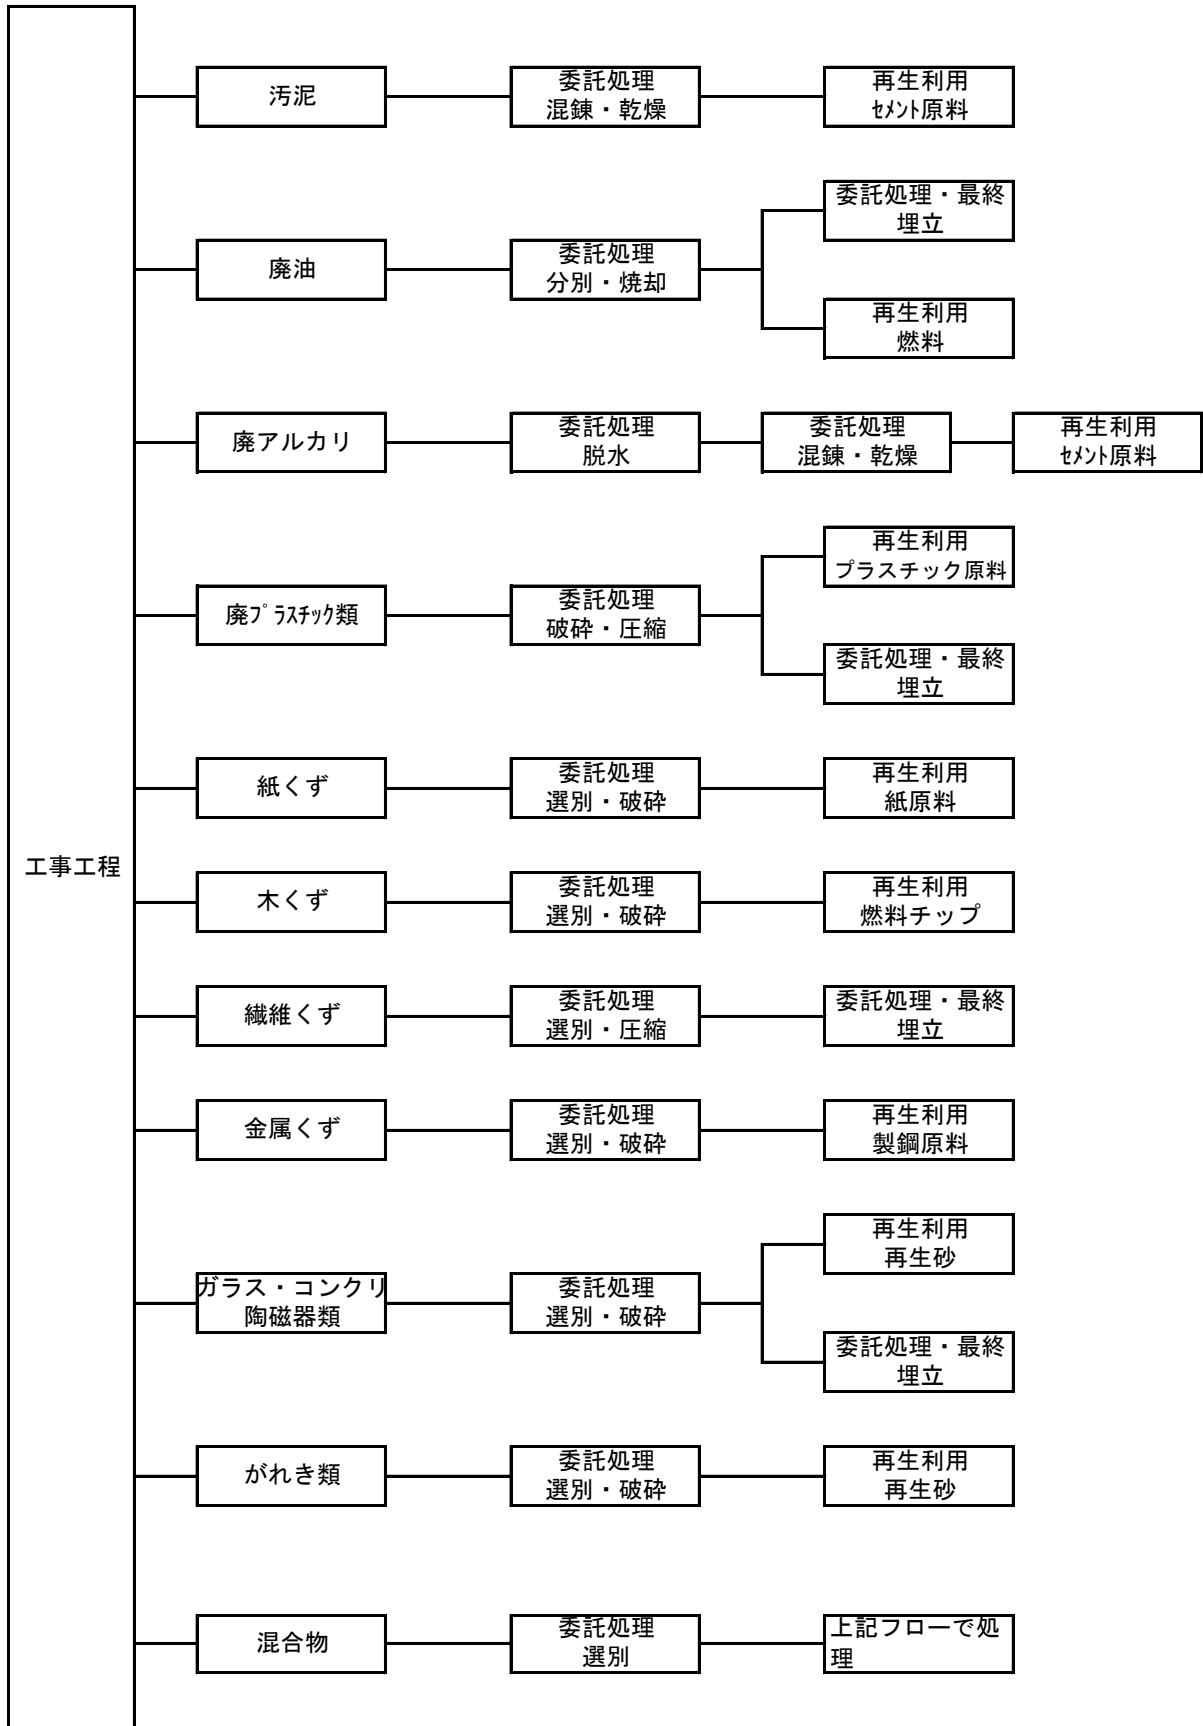 汚泥
委託処理
混錬・乾燥
再生利用
ｾﾒﾝﾄ原料
廃油
委託処理
分別・焼却
委託処理・最終
埋立
再生利用
燃料
廃アルカリ
委託処理
脱水
委託処理
混錬・乾燥
再生利用
ｾﾒﾝﾄ原料
廃ﾌﾟﾗｽﾁｯｸ類
委託処理
破砕・圧縮
再生利用
プラスチック原料
委託処理・最終
埋立
紙くず
委託処理
選別・破砕
再生利用
紙原料
工事工程
木くず
委託処理
選別・破砕
再生利用
燃料チップ
繊維くず
委託処理
選別・圧縮
委託処理・最終
埋立
金属くず
委託処理
選別・破砕
再生利用
製鋼原料
ガラス・コンクリ
陶磁器類
委託処理
選別・破砕
再生利用
再生砂
委託処理・最終
埋立
がれき類
委託処理
選別・破砕
再生利用
再生砂
混合物
委託処理
選別
上記フローで処
理